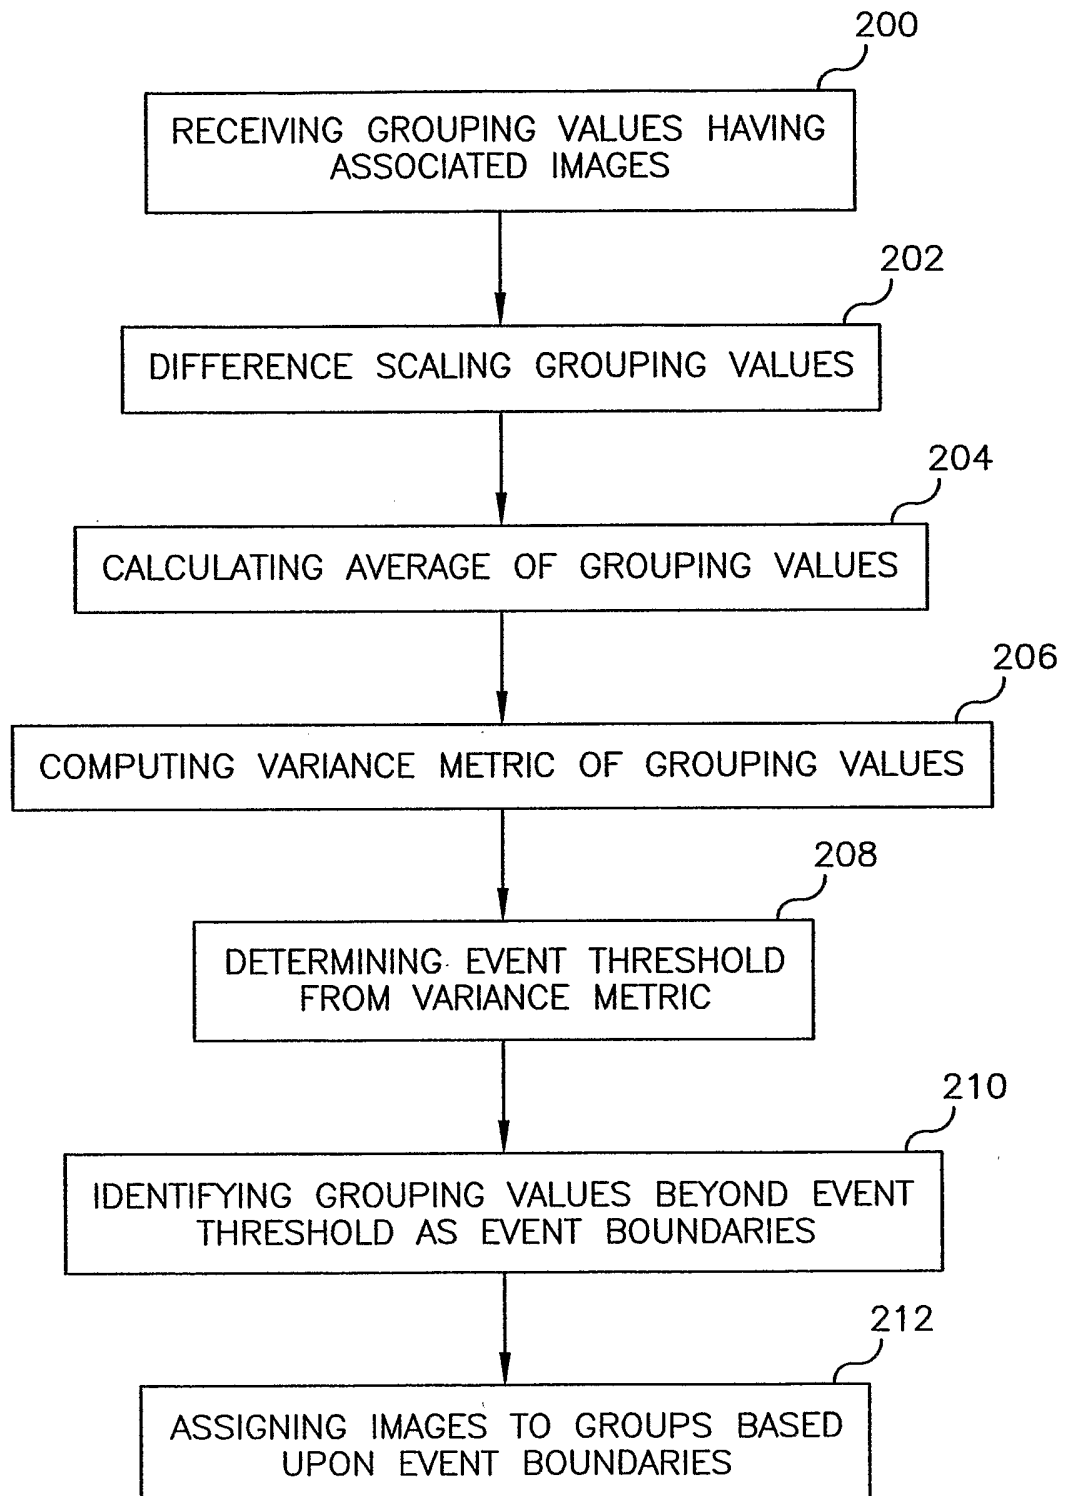 200
RECEIVING GROUPING VALUES HAVING
ASSOCIATED IMAGES
202
DIFFERENCE SCALING GROUPING VALUES
204
CALCULATING AVERAGE OF GROUPING VALUES
206
COMPUTING VARIANCE METRIC OF GROUPING VALUES
208
DETERMINING EVENT THRESHOLD
FROM VARIANCE METRIC
210
IDENTIFYING GROUPING VALUES BEYOND EVENT
THRESHOLD AS EVENT BOUNDARIES
212
ASSIGNING IMAGES TO GROUPS BASED
UPON EVENT BOUNDARIES